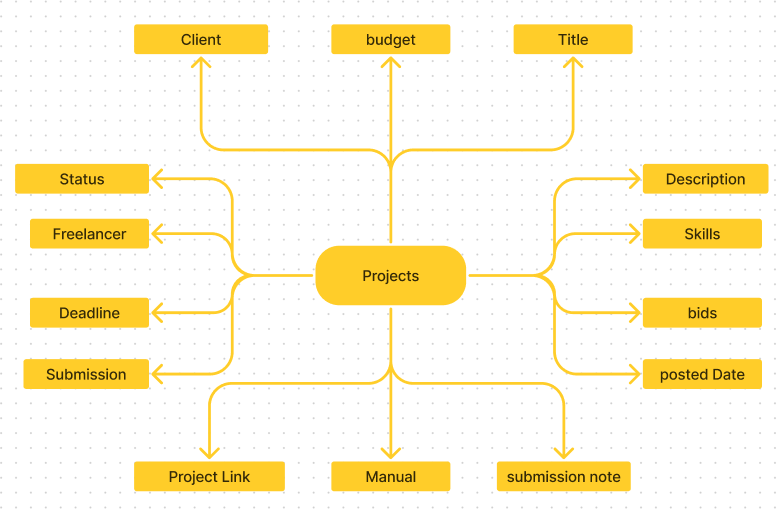 Client
budget
Title
Status
Description
Freelancer
Skills
Projects
Deadline
bids
Submission
posted Date
Project Link
Manual
submission note